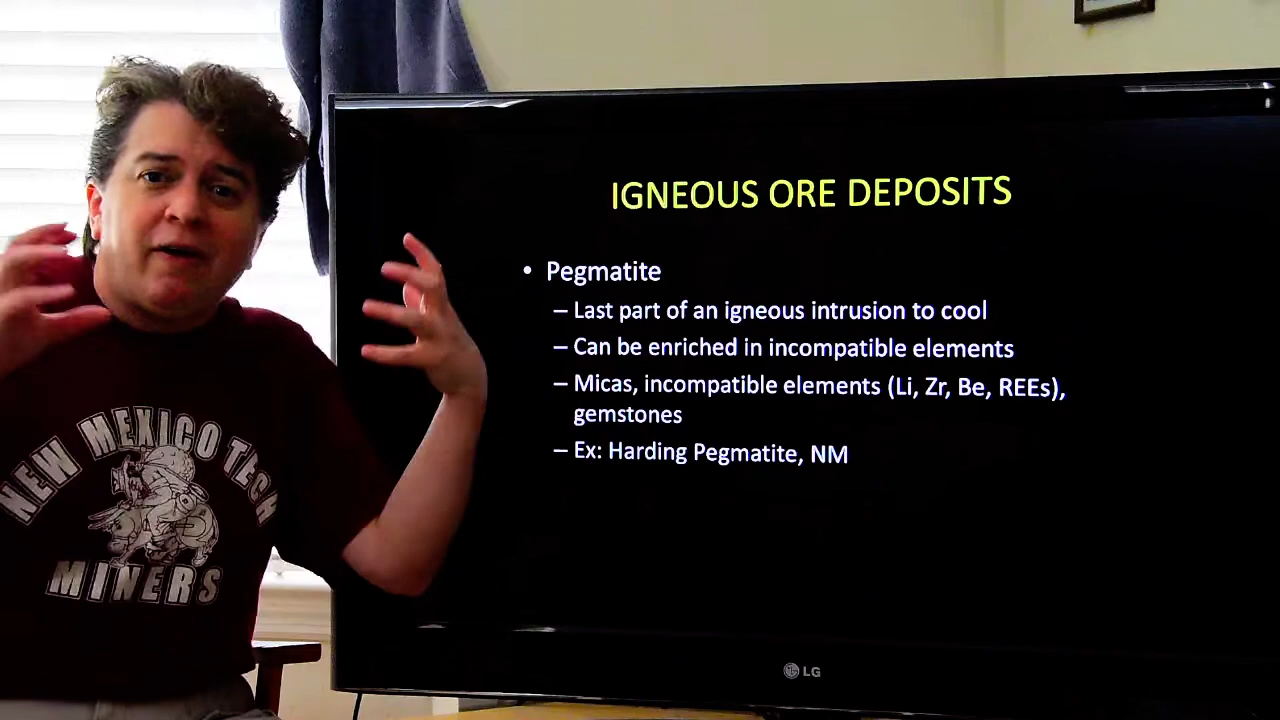 IGNEOUS ORE DEPOSITS
• Pegmatite
– Last part of an igneous intrusion to cool
– Can be enriched in incompatible elements
– Micas, incompatible elements (Li, Zr, Be, REEs),
gemstones
– Ex: Harding Pegmatite, NM
NEW MEXICO TECH
MINERS
LG